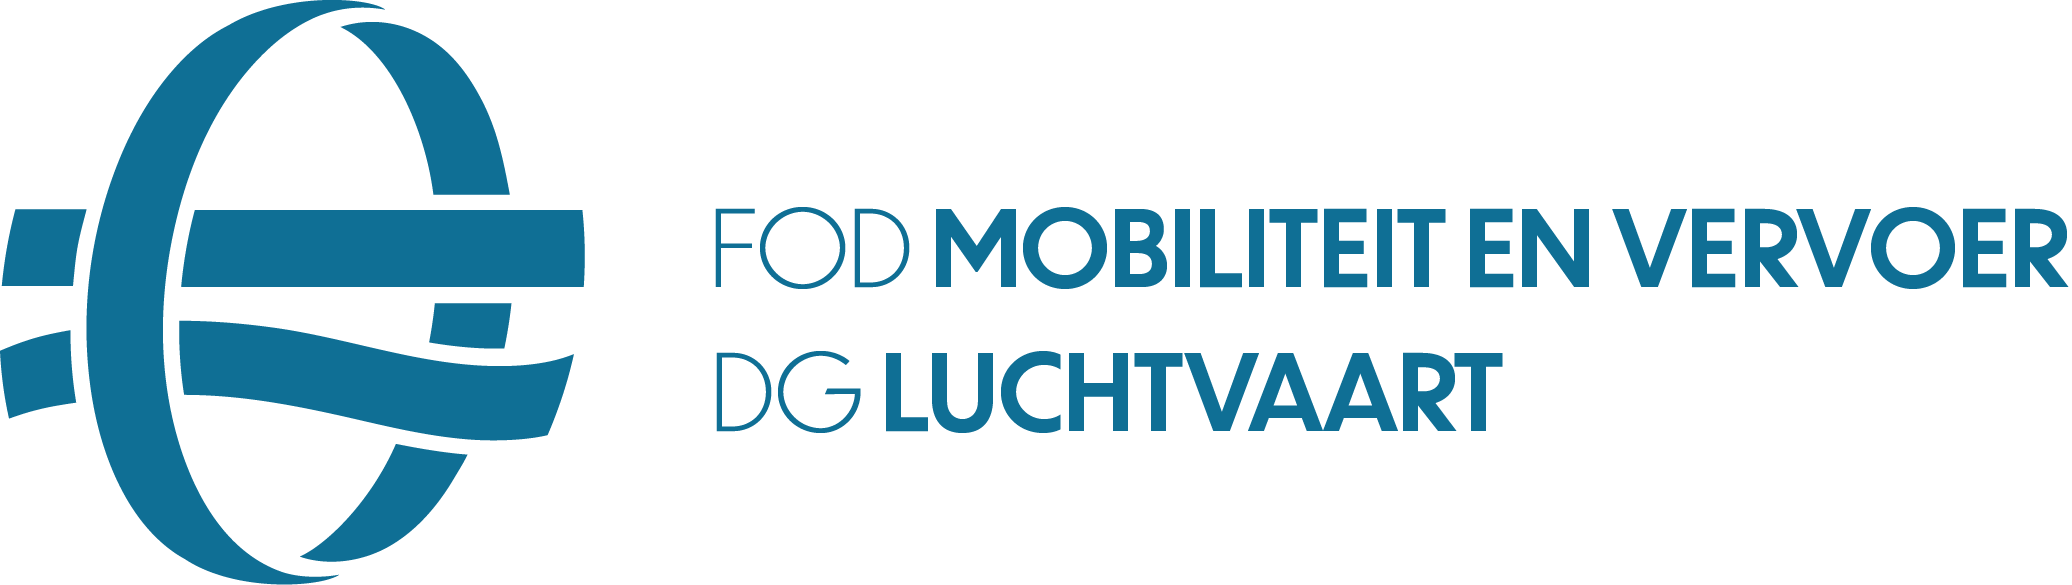 FOD MOBILITEIT EN VERVOER
DG LUCHTVAART